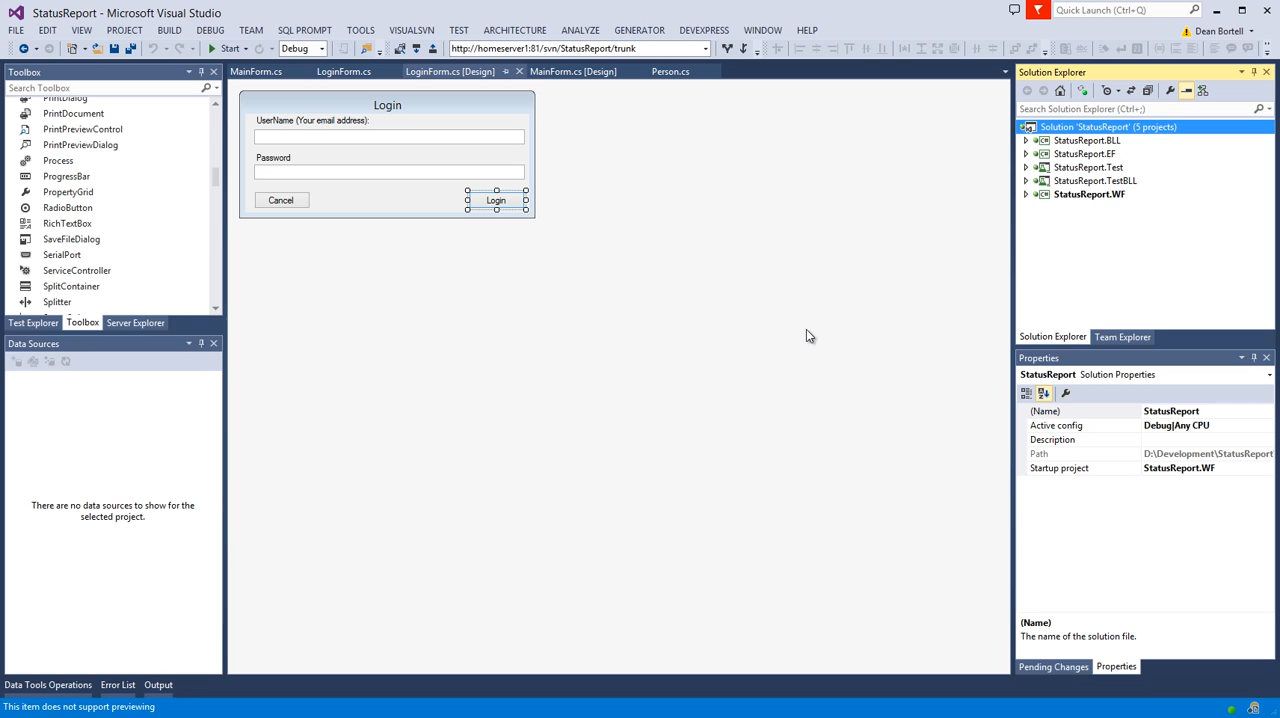 StatusReport - Microsoft Visual Studio
Quick Launch (Ctrl+Q)
FILE EDIT VIEW PROJECT BUILD DEBUG TEAM SQL PROMPT TOOLS VISUALSVN TEST ARCHITECTURE ANALYZE GENERATOR DEVEXPRESS WINDOW HELP
Dean Bortell
Start Debug http://homeserver1:81/svn/StatusReport/trunk
Toolbox
MainForm.cs LoginForm.cs LoginForm.cs [Design] MainForm.cs [Design] Person.cs
Solution Explorer
Search Toolbox
PrintDialog
PrintDocument
PrintPreviewControl
PrintPreviewDialog
Process
ProgressBar
PropertyGrid
RadioButton
RichTextBox
SaveFileDialog
SerialPort
ServiceController
SplitContainer
Splitter
Test Explorer Toolbox Server Explorer
Data Sources
There are no data sources to show for the
selected project.
Login
UserName (Your email address):
Password
Cancel Login
Search Solution Explorer (Ctrl+;)
Solution 'StatusReport' (5 projects)
StatusReport.BLL
StatusReport.EF
StatusReport.Test
StatusReport.TestBLL
StatusReport.WF
Solution Explorer Team Explorer
Properties
StatusReport Solution Properties
(Name) StatusReport
Active config Debug|Any CPU
Description
Path D:\Development\StatusReport
Startup project StatusReport.WF
(Name)
The name of the solution file.
Pending Changes Properties
Data Tools Operations Error List Output
This item does not support previewing